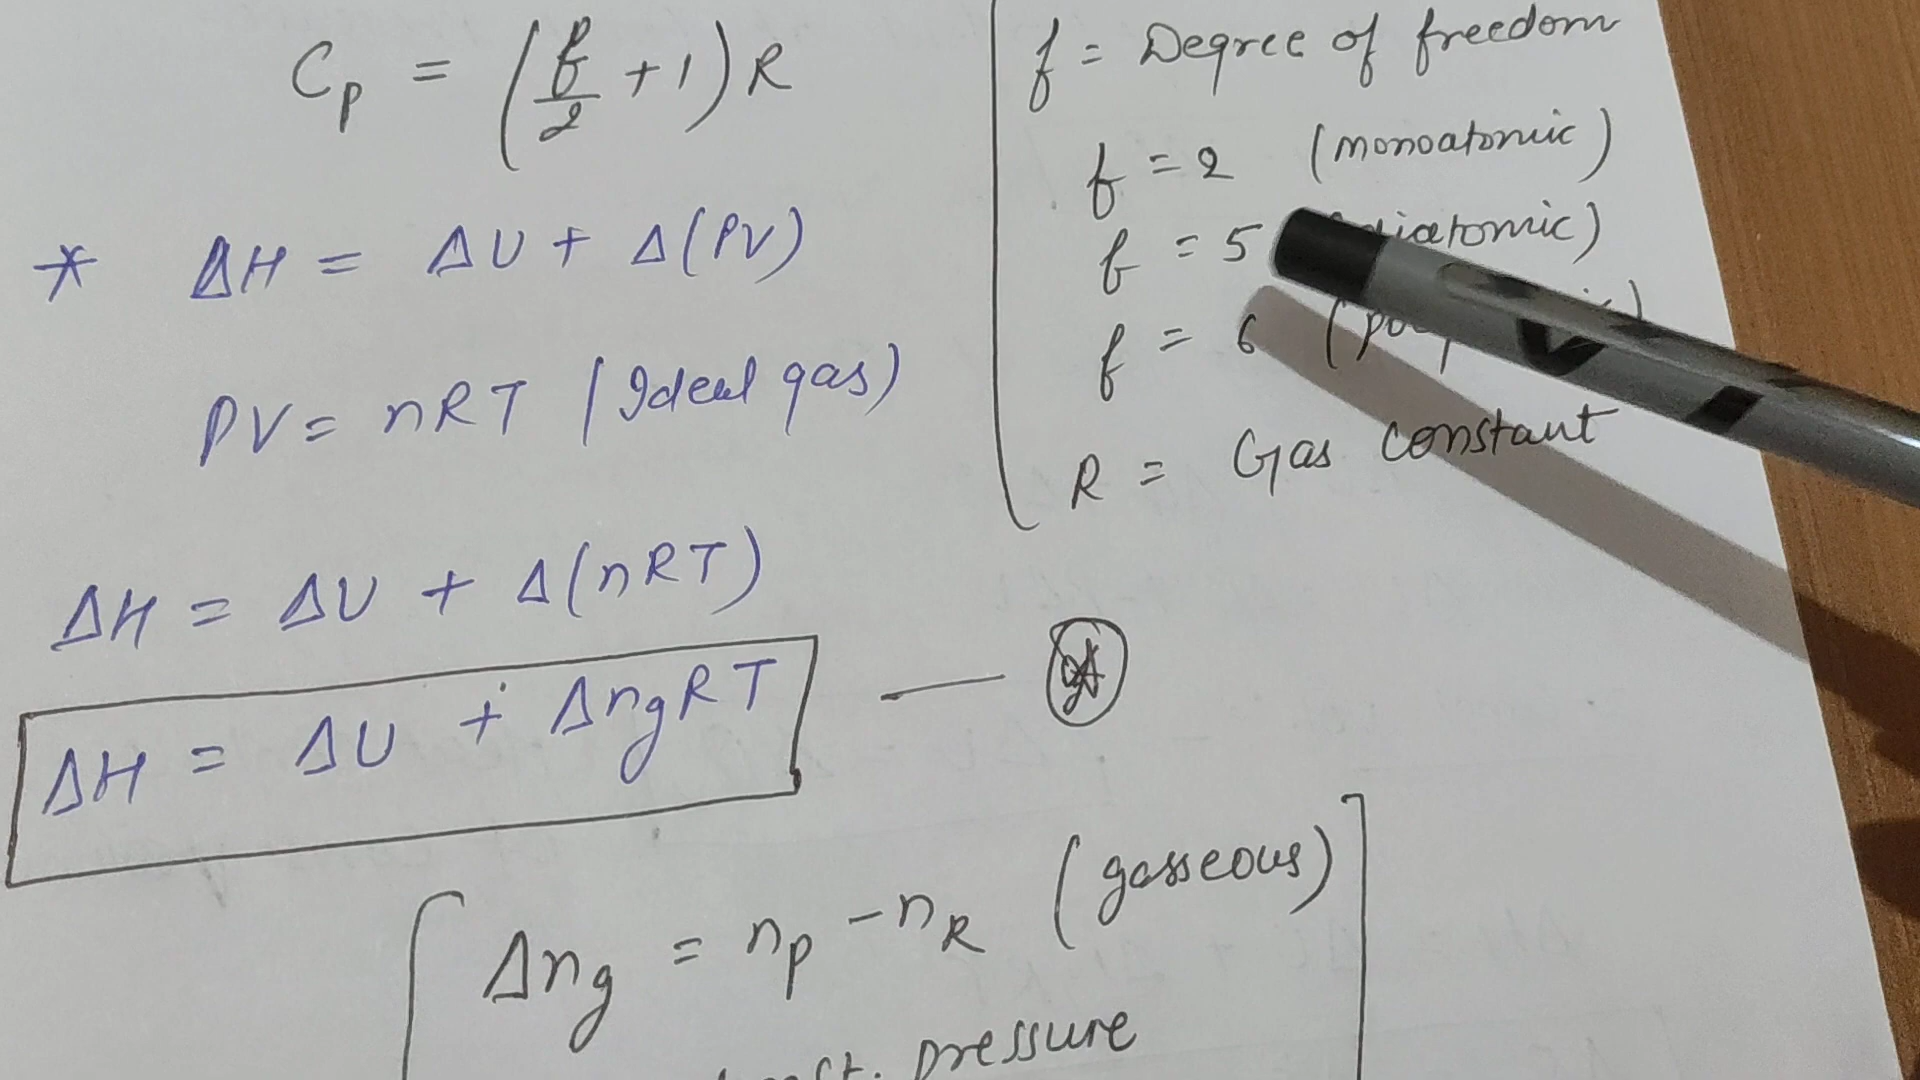 Cp = (f/2 + 1) R
* ΔH = ΔU + Δ(PV)
PV = nRT (Ideal gas)
ΔH = ΔU + Δ(nRT)
ΔH = ΔU + ΔngRT
f = Degree of freedom
f = 2 (monoatomic)
f = 5
f = 6
R = Gas constant
Δng = nP - nR (gasseous)
pressure